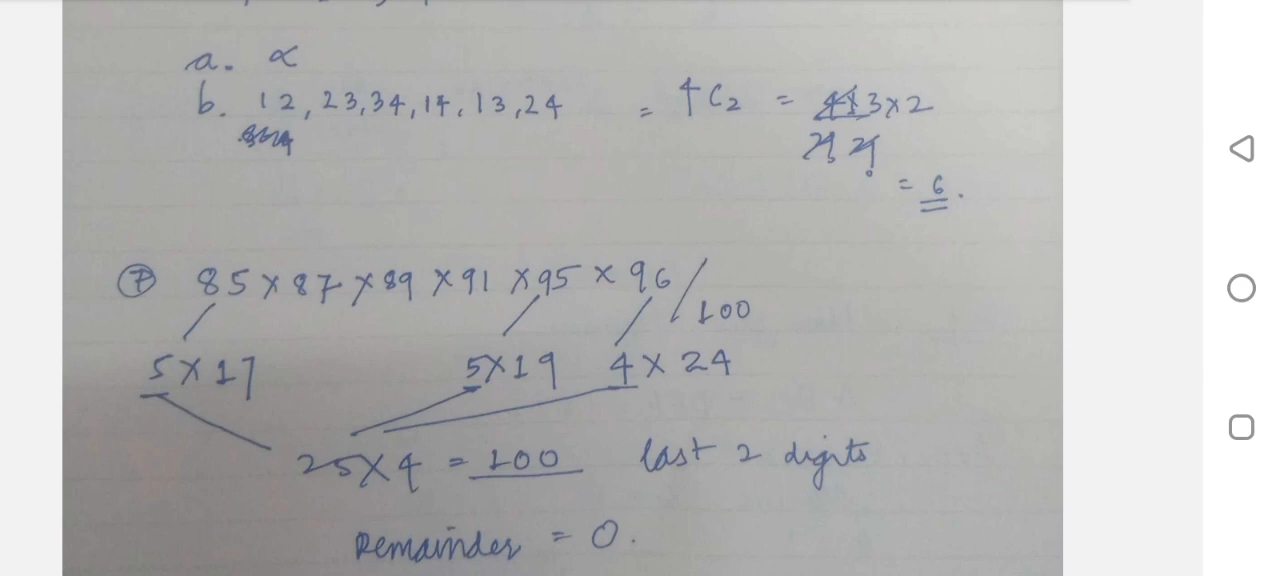 a. ∝
b. 12, 23, 34, 14, 13, 24 = 4C2 = 4×3×2
2! 2!
= 6.
7 85 × 87 × 89 × 91 × 95 × 96 / 100
5 × 17 5×19 4 × 24
25×4 = 100 last 2 digits
Remainder = 0.